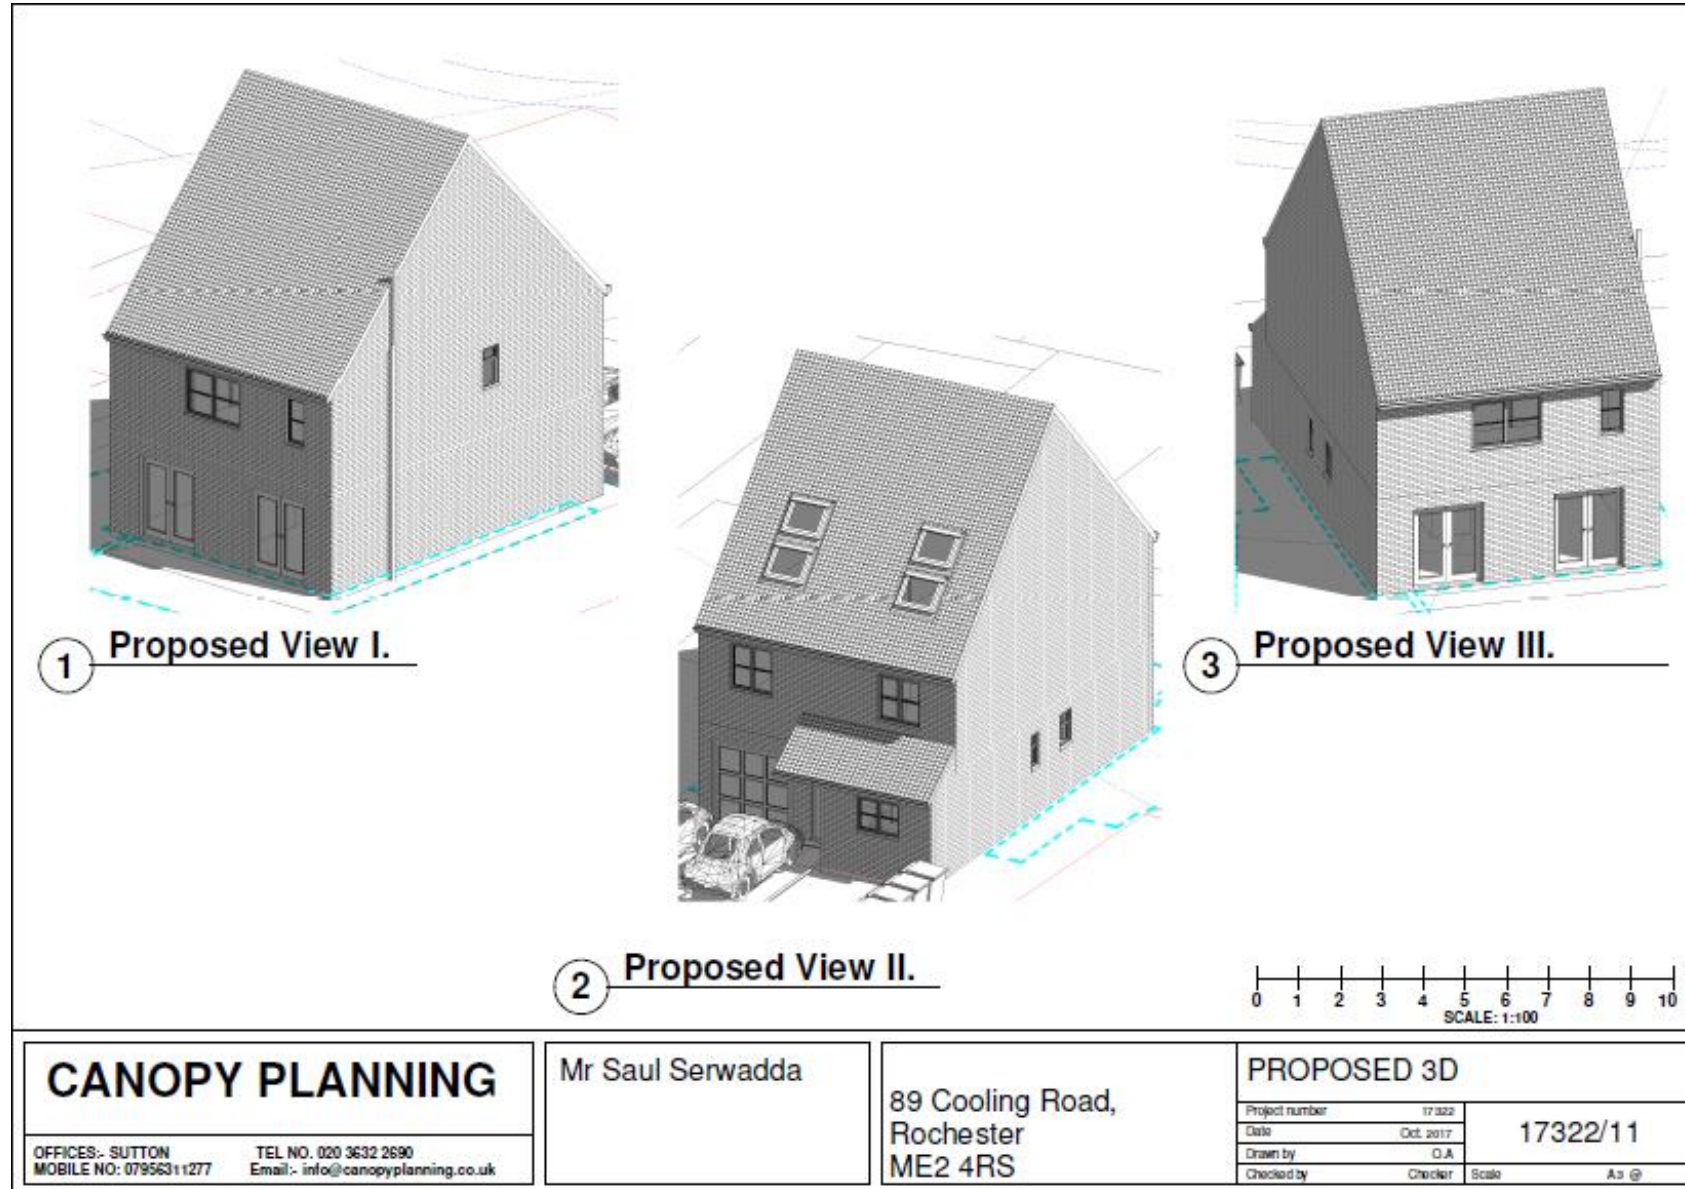 1 Proposed View I.
2 Proposed View II.
3 Proposed View III.
0 1 2 3 4 5 6 7 8 9 10
SCALE: 1:100
CANOPY PLANNING
OFFICES:- SUTTON TEL NO. 020 3632 2690
MOBILE NO: 07956311277 Email:- info@canopyplanning.co.uk
Mr Saul Serwadda
89 Cooling Road,
Rochester
ME2 4RS
PROPOSED 3D
Project number 17322
Date Oct. 2017
Drawn by O.A
Checked by Checker
17322/11
Scale A3 @